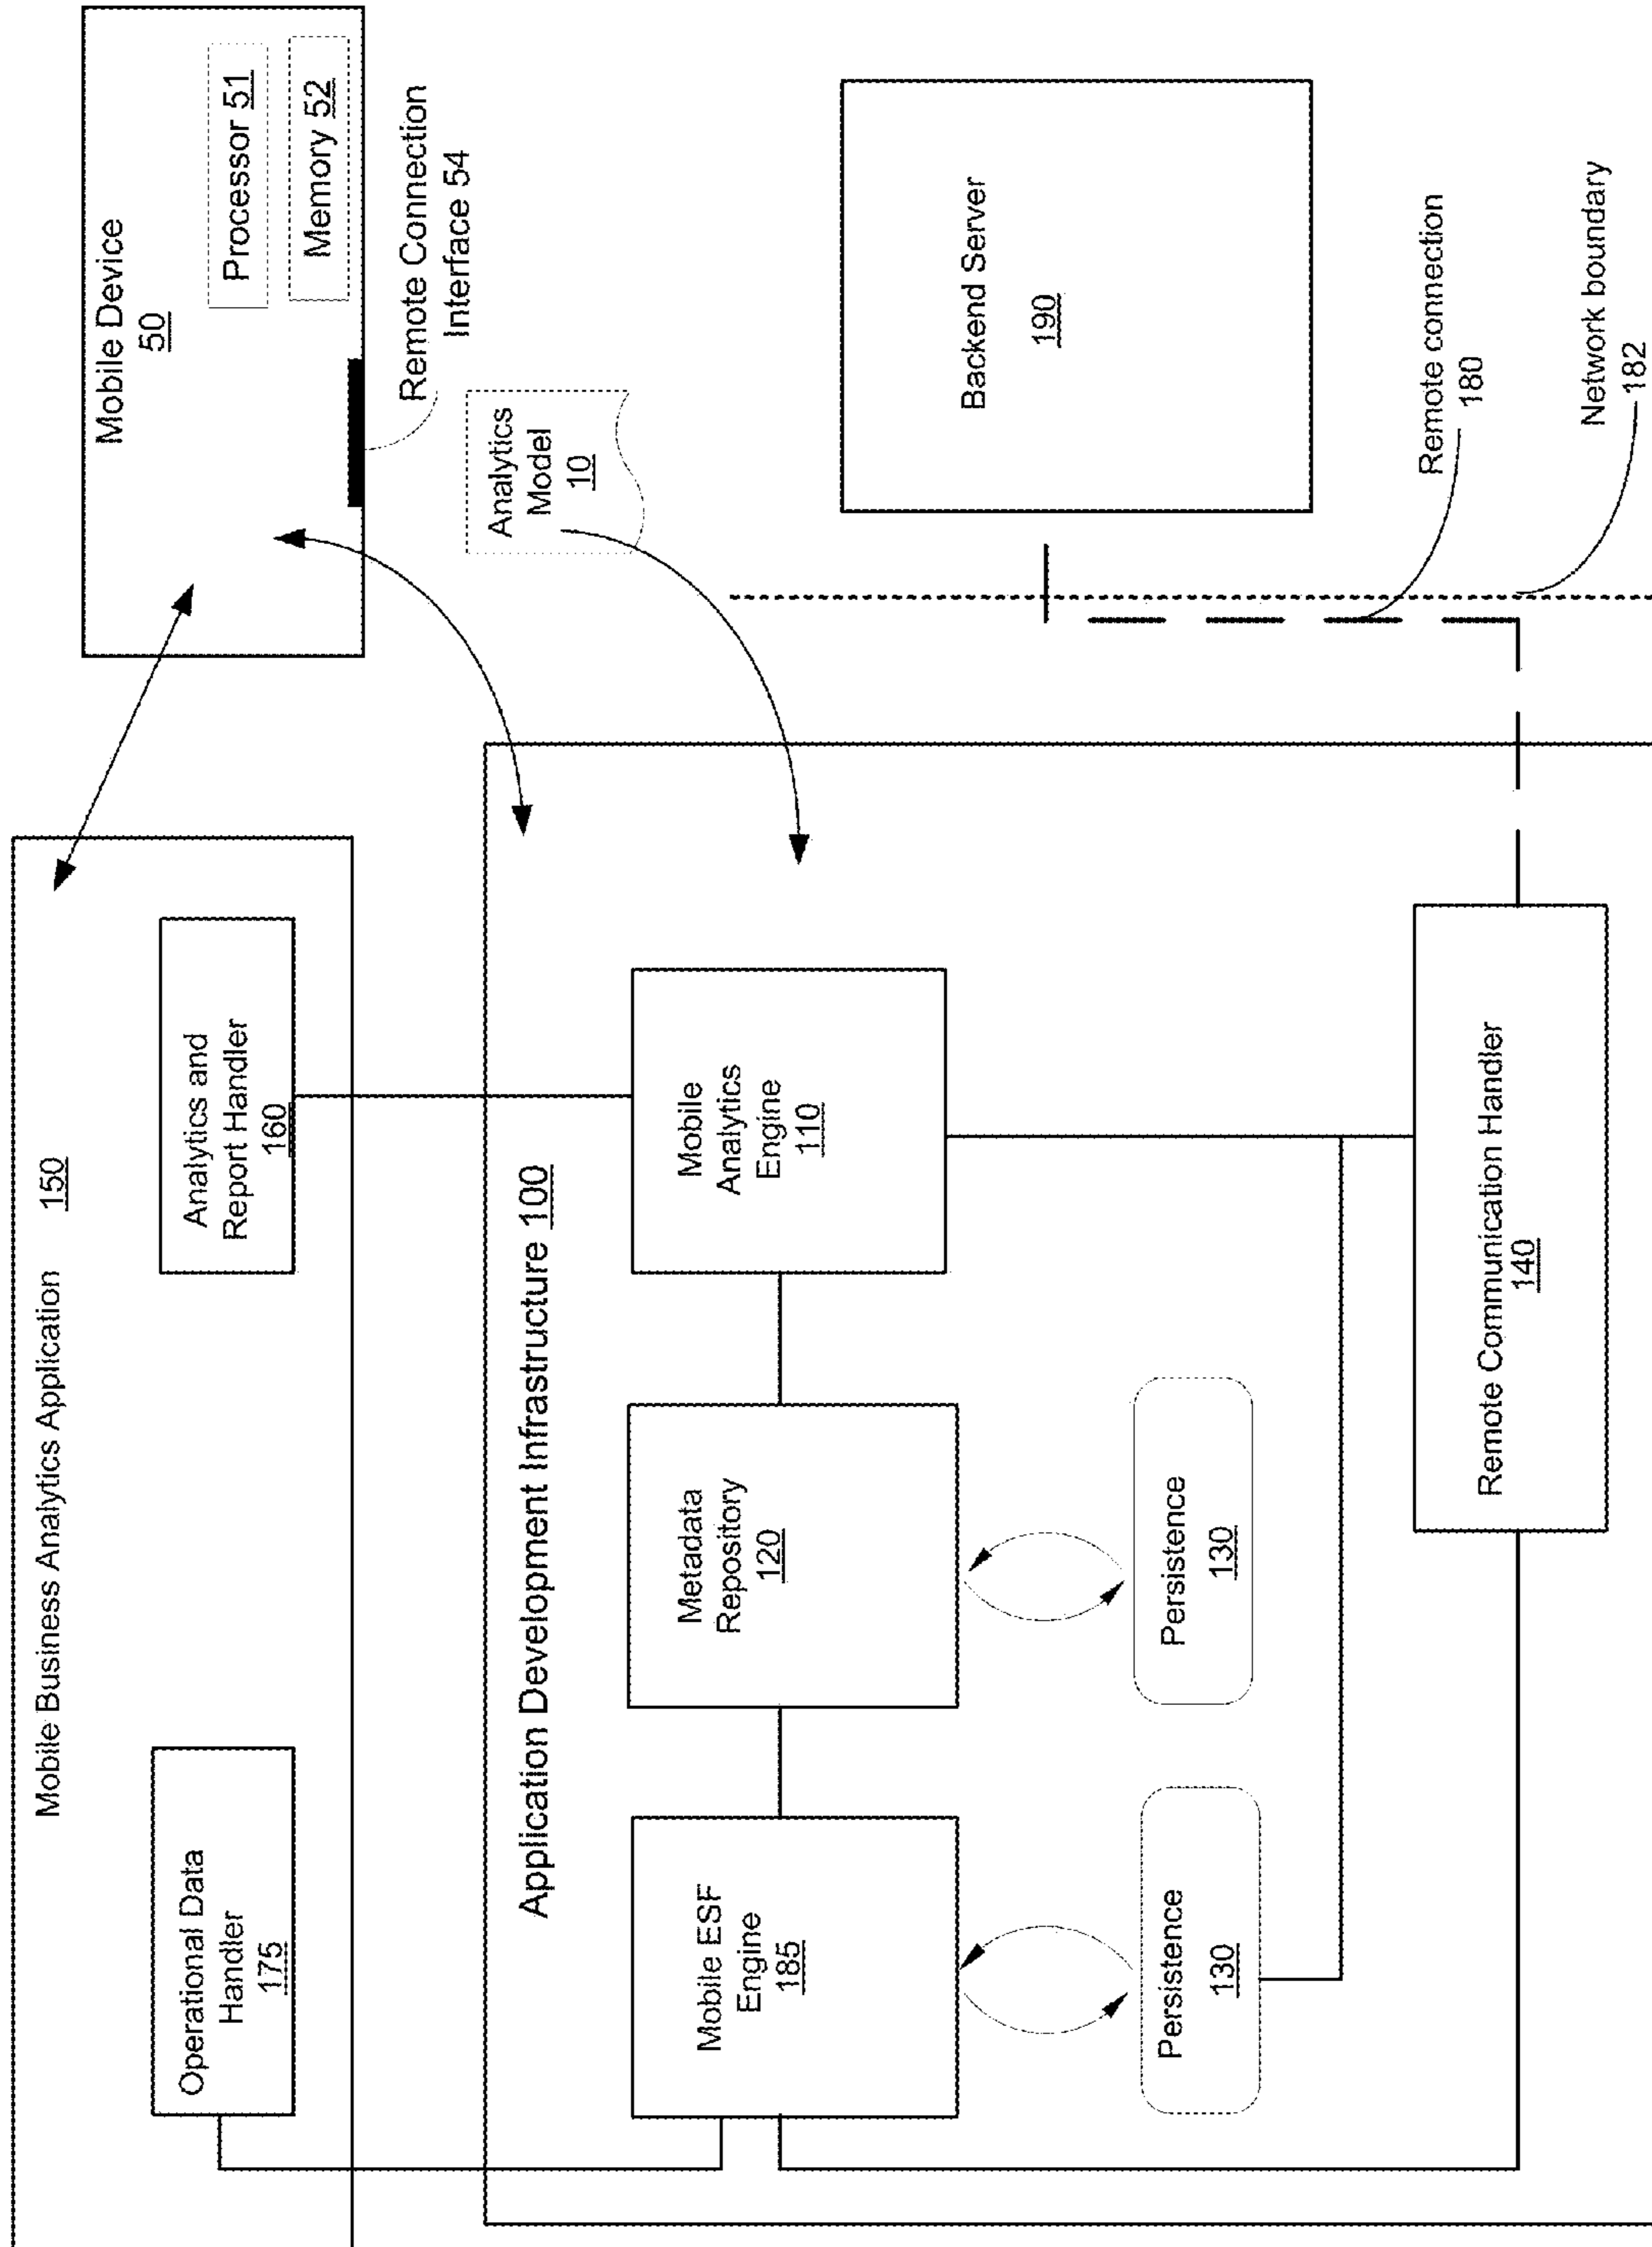 Mobile Business Analytics Application 150
Operational Data
Handler
175
Analytics and
Report Handler
160
Mobile Device
50
Processor 51
Memory 52
Remote Connection
Interface 54
Analytics
Model
10
Application Development Infrastructure 100
Mobile ESF
Engine
185
Metadata
Repository
120
Mobile
Analytics
Engine
110
Persistence
130
Persistence
130
Remote Communication Handler
140
Backend Server
190
Remote connection
180
Network boundary
182